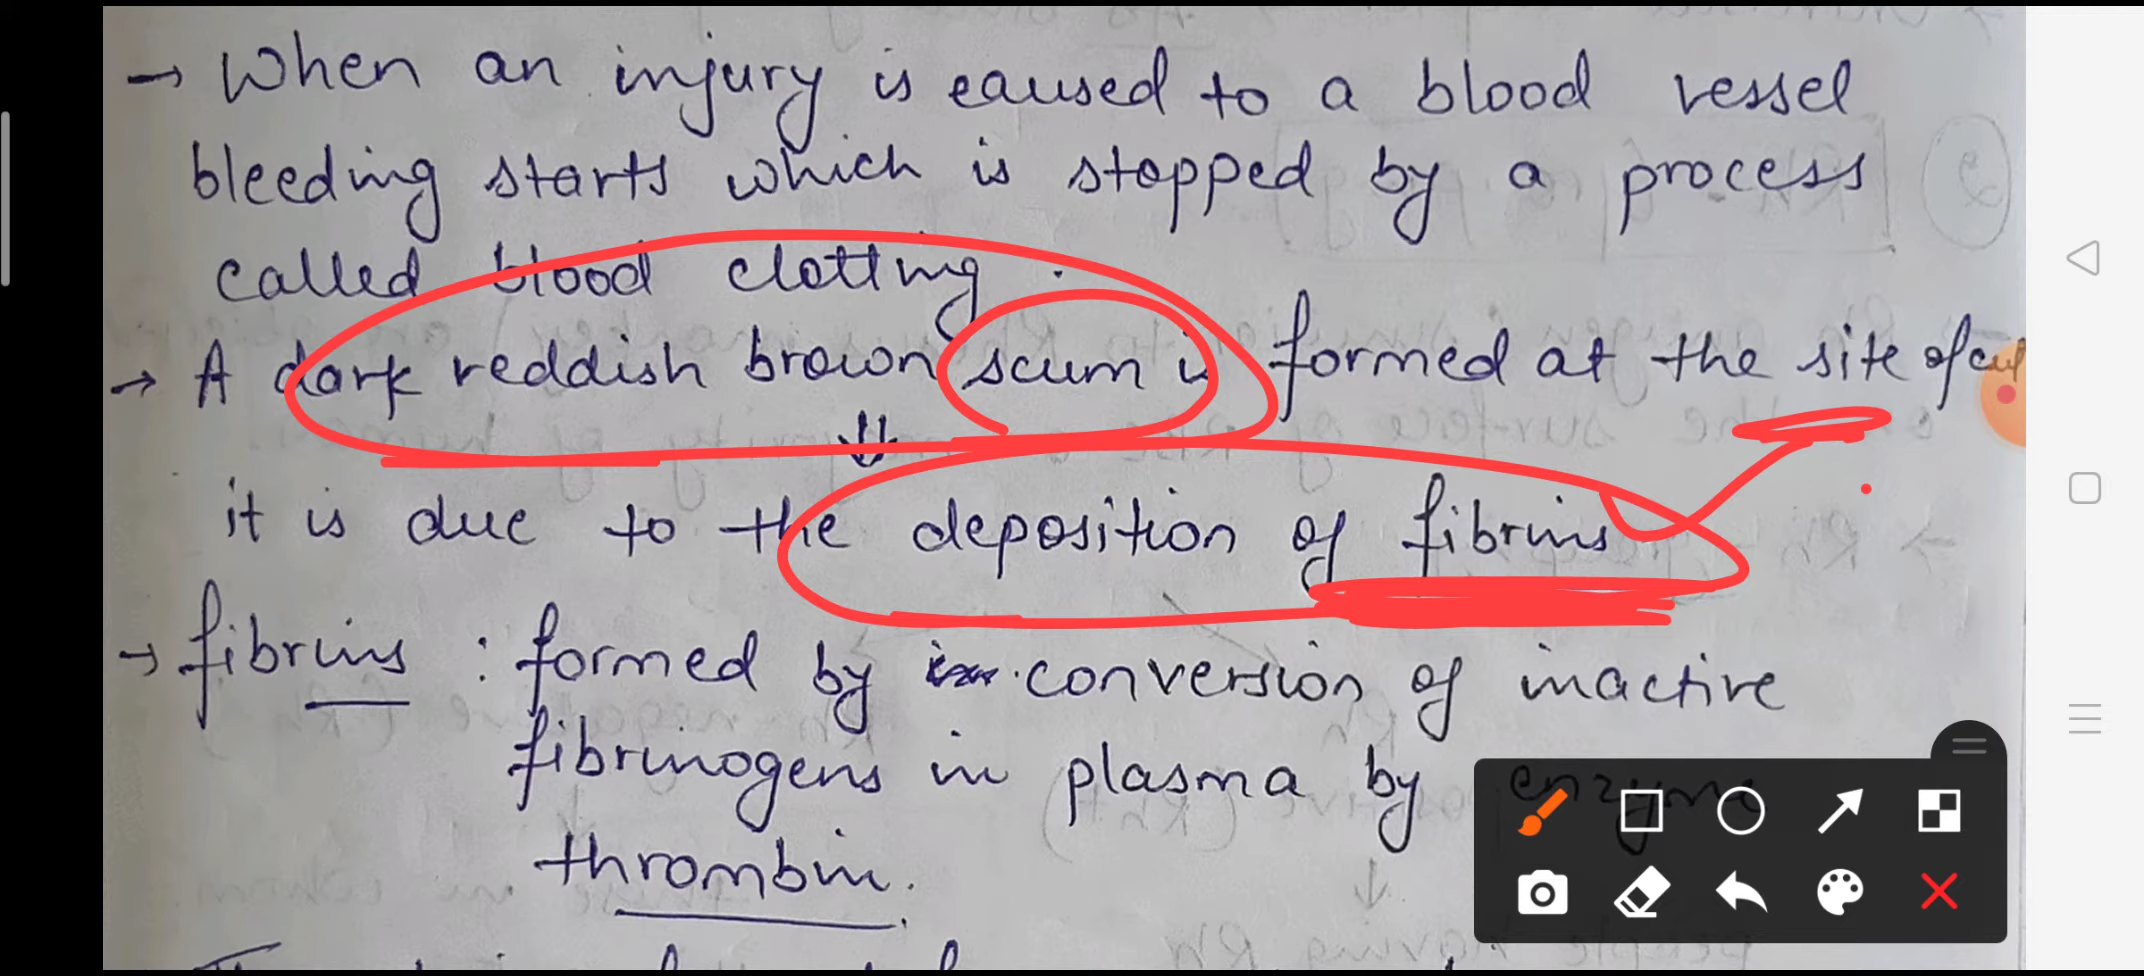 → When an injury is caused to a blood vessel
bleeding starts which is stopped by a process
called blood clotting.
→ A dark reddish brown scum is formed at the site of cut
it is due to the deposition of fibrins
→ fibrins : formed by conversion of inactive
fibrinogens in plasma by enzyme
thrombin.